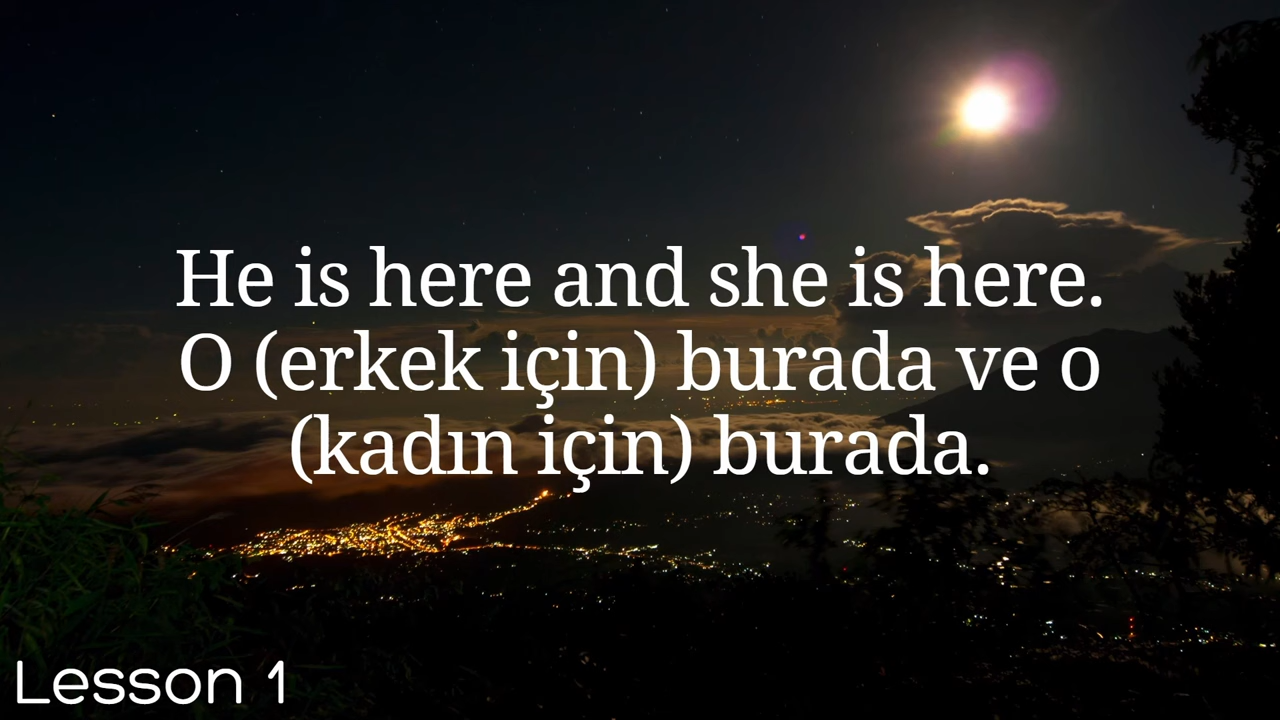 He is here and she is here.
O (erkek için) burada ve o
(kadın için) burada.
Lesson 1